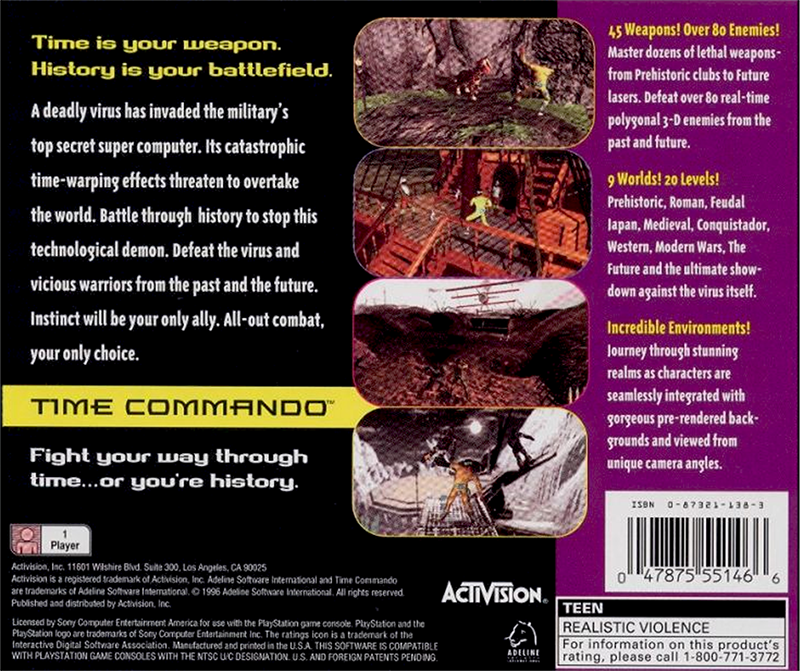 Time is your weapon.
History is your battlefield.
A deadly virus has invaded the military's
top secret super computer. Its catastrophic
time-warping effects threaten to overtake
the world. Battle through history to stop this
technological demon. Defeat the virus and
vicious warriors from the past and the future.
Instinct will be your only ally. All-out combat,
your only choice.
TIME COMMANDO™
Fight your way through
time...or you're history.
45 Weapons! Over 80 Enemies!
Master dozens of lethal weapons-
from Prehistoric clubs to Future
lasers. Defeat over 80 real-time
polygonal 3-D enemies from the
past and future.
9 Worlds! 20 Levels!
Prehistoric, Roman, Feudal
Japan, Medieval, Conquistador,
Western, Modern Wars, The
Future and the ultimate show-
down against the virus itself.
Incredible Environments!
Journey through stunning
realms as characters are
seamlessly integrated with
gorgeous pre-rendered back-
grounds and viewed from
unique camera angles.
ISBN 0-87321-138-3
0 47875 55146 6
1
Player
Activision, Inc. 11601 Wilshire Blvd. Suite 300, Los Angeles, CA 90025
Activision is a registered trademark of Activision, Inc. Adeline Software International and Time Commando
are trademarks of Adeline Software International. © 1996 Adeline Software International. All rights reserved.
Published and distributed by Activision, Inc.
Licensed by Sony Computer Entertainment America for use with the PlayStation game console. PlayStation and the
PlayStation logo are trademarks of Sony Computer Entertainment Inc. The ratings icon is a trademark of the
Interactive Digital Software Association. Manufactured and printed in the U.S.A. THIS SOFTWARE IS COMPATIBLE
WITH PLAYSTATION GAME CONSOLES WITH THE NTSC U/C DESIGNATION. U.S. AND FOREIGN PATENTS PENDING.
ACTIVISION®
ADELINE
TEEN
REALISTIC VIOLENCE
For information on this product's
rating, please call 1-800-771-3772